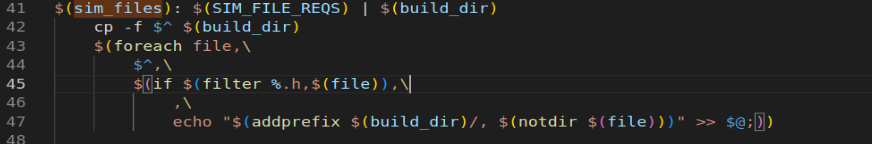 41 $(sim_files): $(SIM_FILE_REQS) | $(build_dir)
42 cp -f $^ $(build_dir)
43 $(foreach file,\
44 $^,\
45 $(if $(filter %.h,$(file)),\
46 ,\
47 echo "$(addprefix $(build_dir)/, $(notdir $(file)))" >> $@;))
48